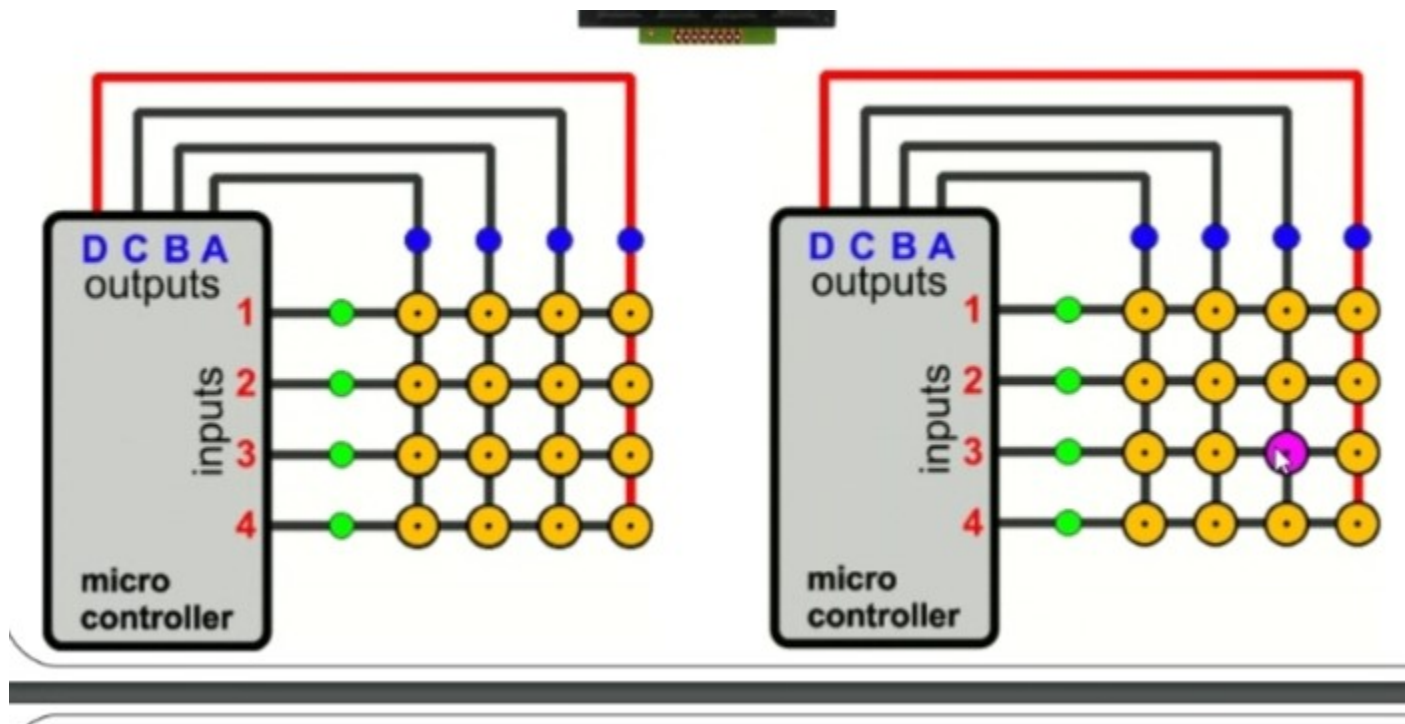 D C B A
outputs
1
2
inputs
3
4
micro
controller
D C B A
outputs
1
2
inputs
3
4
micro
controller